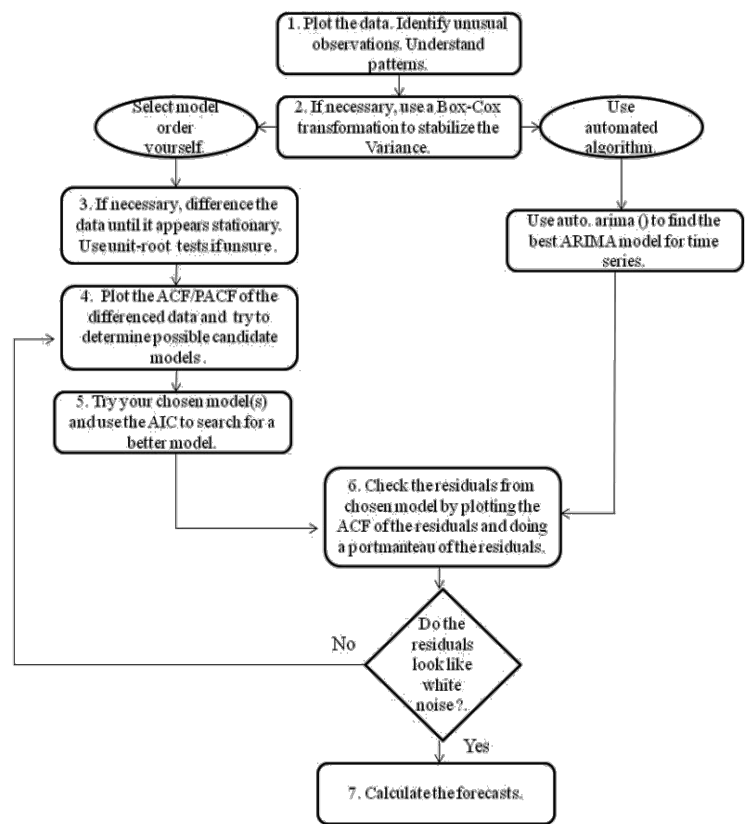 1. Plot the data. Identify unusual
observations. Understand
patterns.
Select model
order
yourself.
2. If necessary, use a Box-Cox
transformation to stabilize the
Variance.
Use
automated
algorithm.
3. If necessary, difference the
data until it appears stationary.
Use unit-root tests if unsure.
Use auto. arima () to find the
best ARIMA model for time
series.
4. Plot the ACF/PACF of the
differenced data and try to
determine possible candidate
models.
5. Try your chosen model(s)
and use the AIC to search for a
better model.
6. Check the residuals from
chosen model by plotting the
ACF of the residuals and doing
a portmanteau of the residuals.
No
Do the
residuals
look like
white
noise?.
Yes
7. Calculate the forecasts.